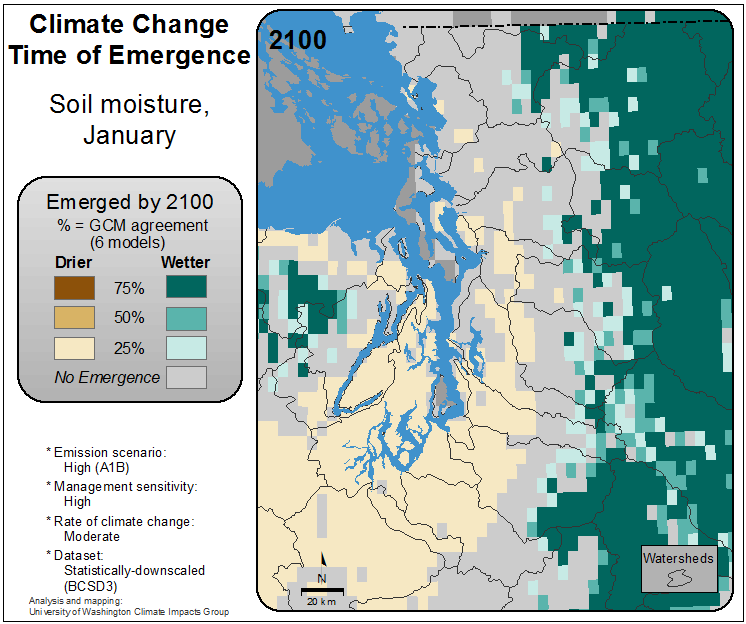 Climate Change
Time of Emergence
Soil moisture,
January
Emerged by 2100
% = GCM agreement
(6 models)
Drier Wetter
75%
50%
25%
No Emergence
* Emission scenario:
High (A1B)
* Management sensitivity:
High
* Rate of climate change:
Moderate
* Dataset:
Statistically-downscaled
(BCSD3)
Analysis and mapping:
University of Washington Climate Impacts Group
2100
N
20 km
Watersheds